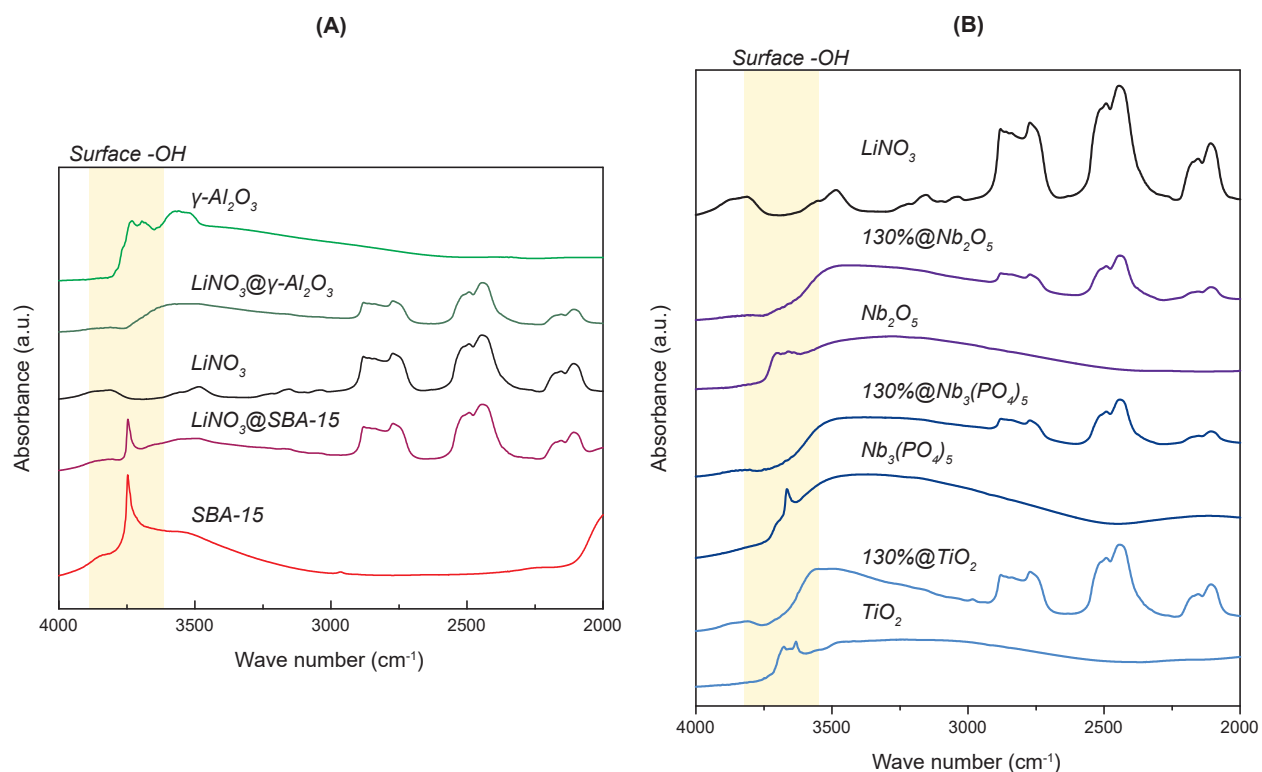 (A)
Surface -OH
γ-Al₂O₃
LiNO₃@γ-Al₂O₃
LiNO₃
LiNO₃@SBA-15
SBA-15
Absorbance (a.u.)
4000 3500 3000 2500 2000
Wave number (cm⁻¹)
(B)
Surface -OH
LiNO₃
130%@Nb₂O₅
Nb₂O₅
130%@Nb₃(PO₄)₅
Nb₃(PO₄)₅
130%@TiO₂
TiO₂
Absorbance (a.u.)
4000 3500 3000 2500 2000
Wave number (cm⁻¹)